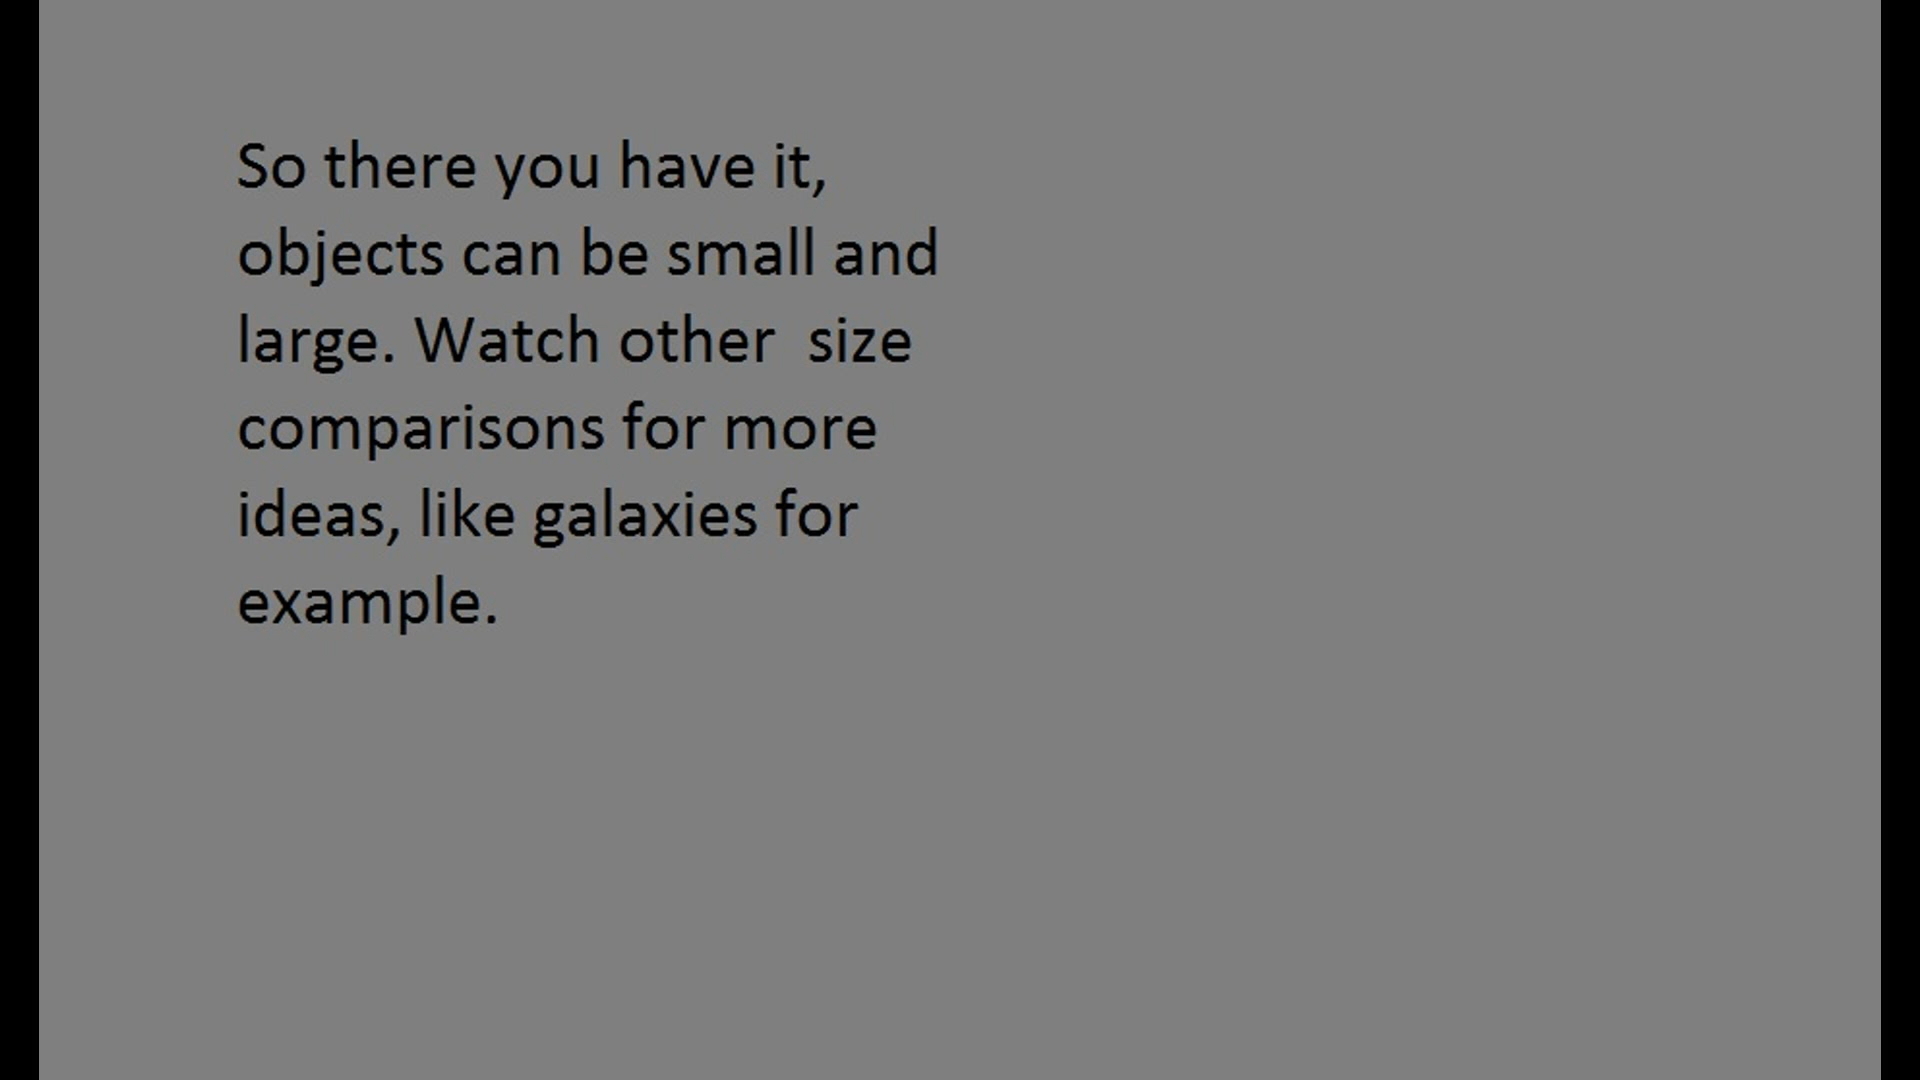 So there you have it,
objects can be small and
large. Watch other  size
comparisons for more
ideas, like galaxies for
example.